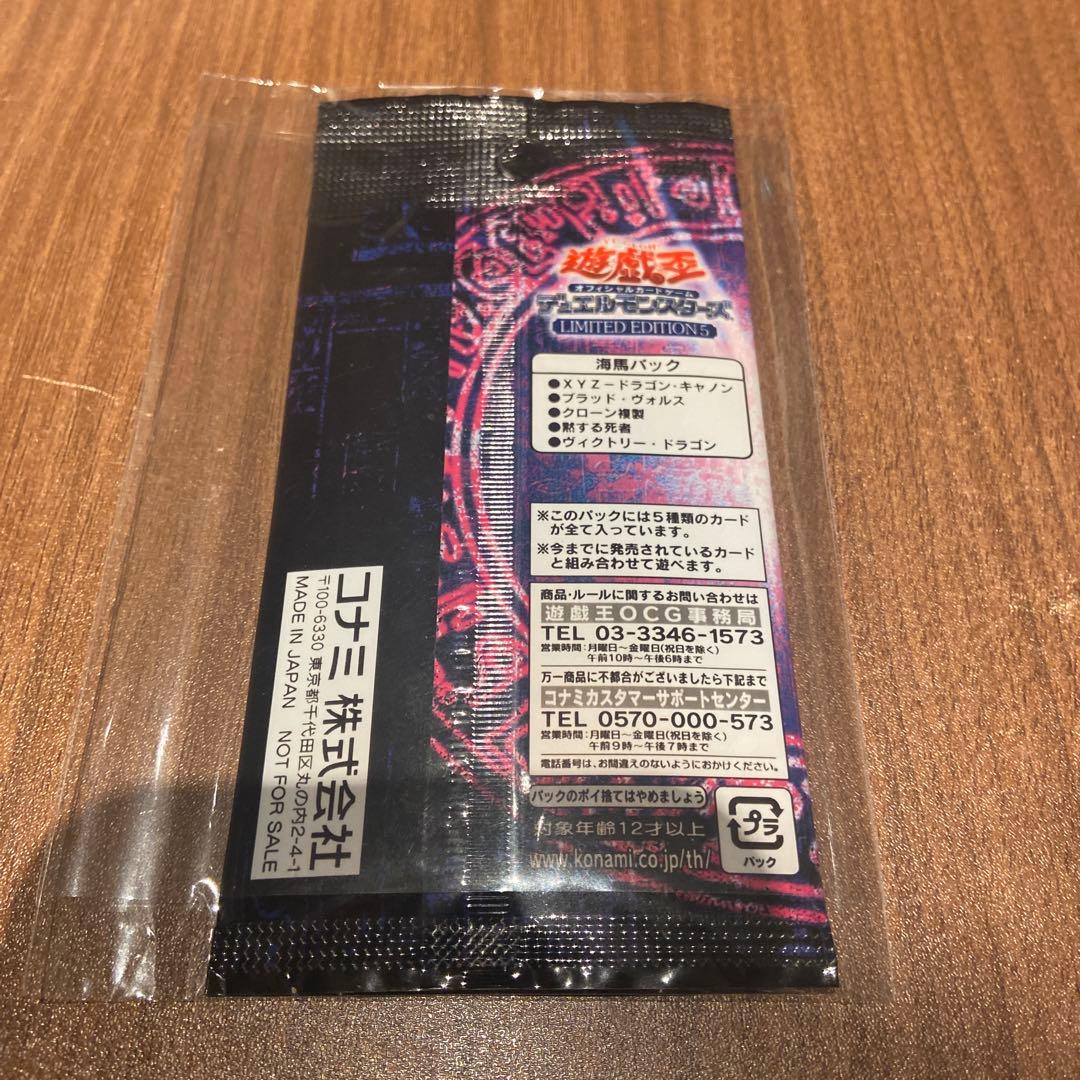 遊戯王
オフィシャルカードゲーム
デュエルモンスターズ
LIMITED EDITION 5
海馬パック
●XYZ−ドラゴン・キャノン
●ブラッド・ヴォルス
●クローン複製
●黙する死者
●ヴィクトリー・ドラゴン
※このパックには5種類のカード
が全て入っています。
※今までに発売されているカード
と組み合わせて遊べます。
商品・ルールに関するお問い合わせは
遊戯王OCG事務局
TEL 03-3346-1573
営業時間:月曜日〜金曜日(祝日を除く)
午前10時〜午後6時まで
万一商品に不都合がございましたら下記まで
コナミカスタマーサポートセンター
TEL 0570-000-573
営業時間:月曜日〜金曜日(祝日を除く)
午前9時〜午後7時まで
電話番号は、お間違えのないようにおかけください。
パックのポイ捨てはやめましょう
対象年齢12才以上
www.konami.co.jp/th/
プラ
パック
コナミ株式会社
〒100-6330 東京都千代田区丸の内2-4-1
MADE IN JAPAN NOT FOR SALE